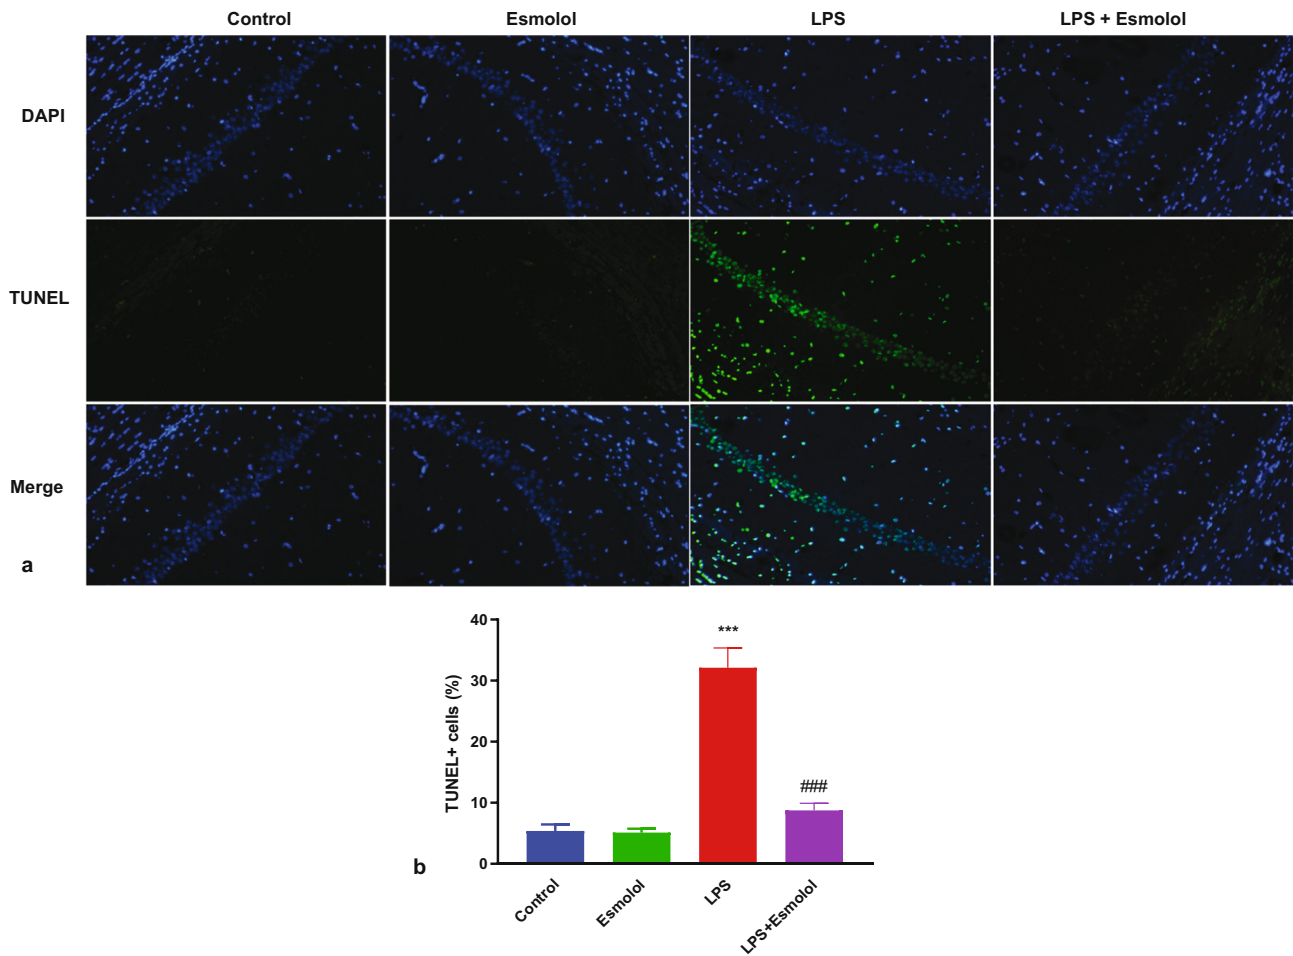 Control Esmolol LPS LPS + Esmolol
DAPI
TUNEL
Merge
a
40
***
30
20
10
0
TUNEL+ cells (%)
###
b
Control
Esmolol
LPS
LPS+Esmolol